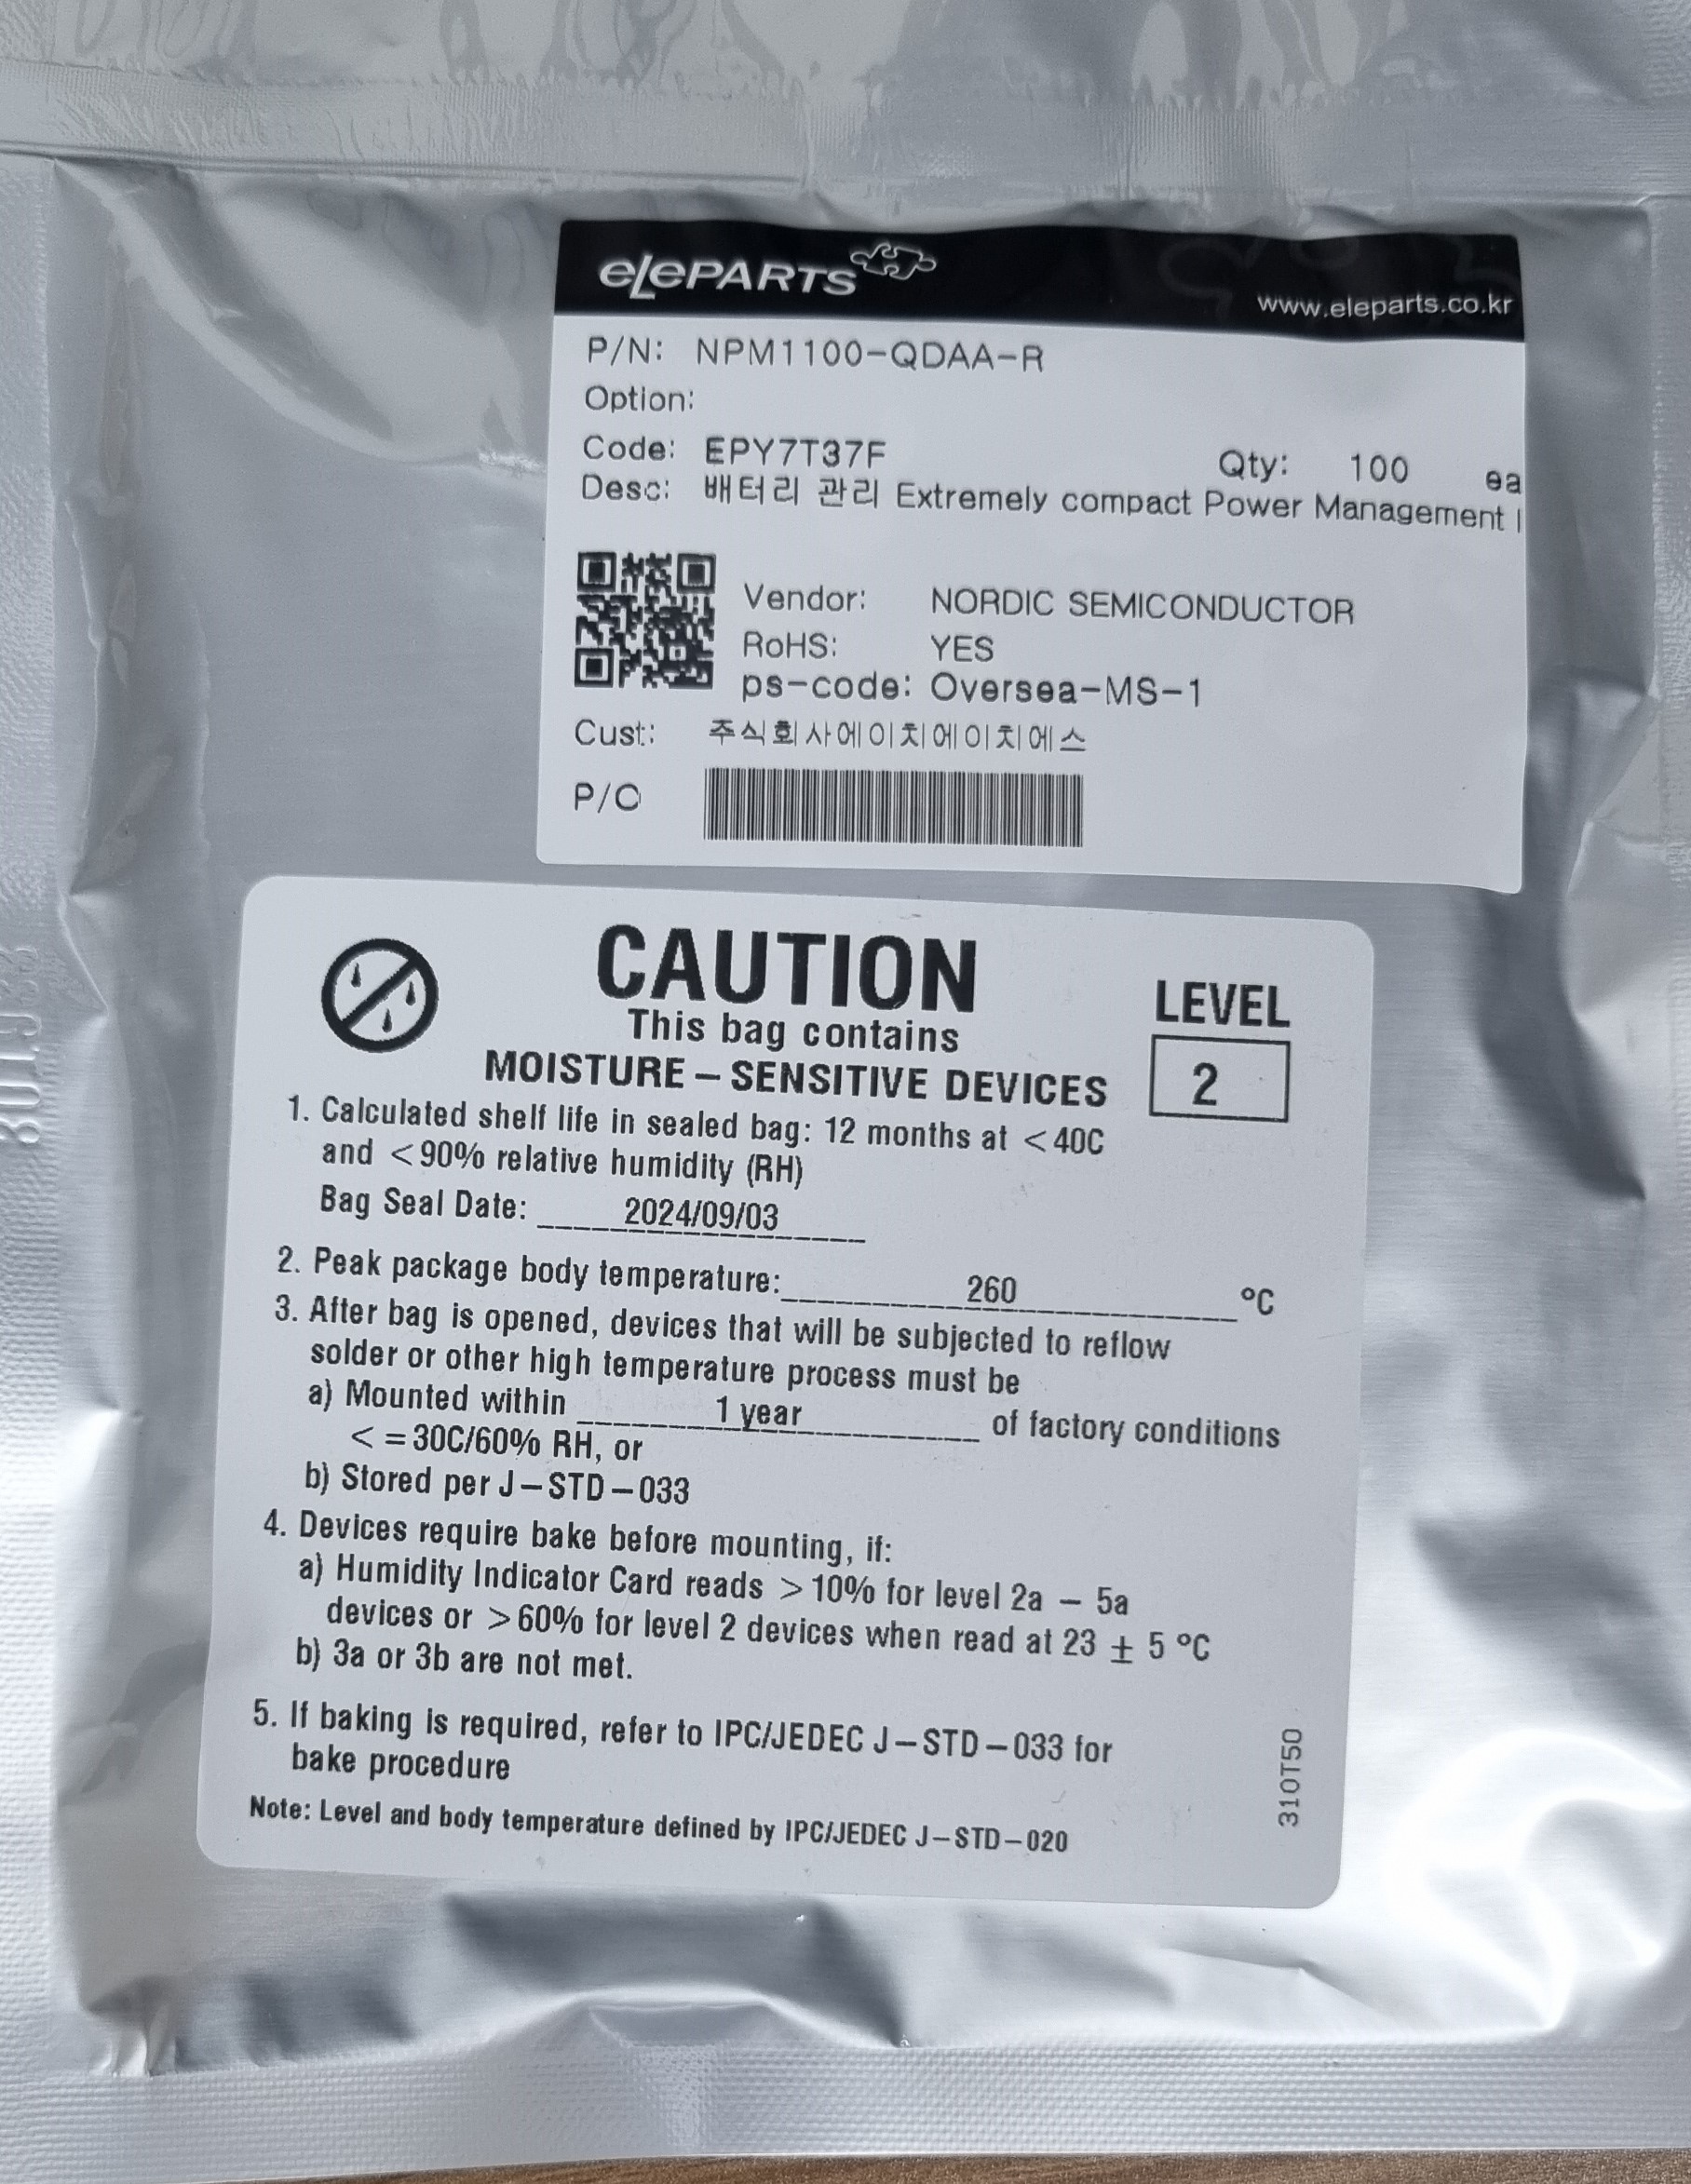 eLePARTS
www.eleparts.co.kr
P/N: NPM1100-QDAA-R
Option:
Code: EPY7T37F Qty: 100 ea
Desc: 배터리 관리 Extremely compact Power Management I
Vendor: NORDIC SEMICONDUCTOR
RoHS: YES
ps-code: Oversea-MS-1
Cust: 주식회사에이치에이치에스
P/O
CAUTION
This bag contains
MOISTURE – SENSITIVE DEVICES
LEVEL
2
1. Calculated shelf life in sealed bag: 12 months at <40C
and <90% relative humidity (RH)
Bag Seal Date: 2024/09/03
2. Peak package body temperature: 260 °C
3. After bag is opened, devices that will be subjected to reflow
solder or other high temperature process must be
a) Mounted within 1 year of factory conditions
<=30C/60% RH, or
b) Stored per J–STD–033
4. Devices require bake before mounting, if:
a) Humidity Indicator Card reads >10% for level 2a – 5a
devices or >60% for level 2 devices when read at 23 ± 5 °C
b) 3a or 3b are not met.
5. If baking is required, refer to IPC/JEDEC J–STD–033 for
bake procedure
Note: Level and body temperature defined by IPC/JEDEC J–STD–020
310T50